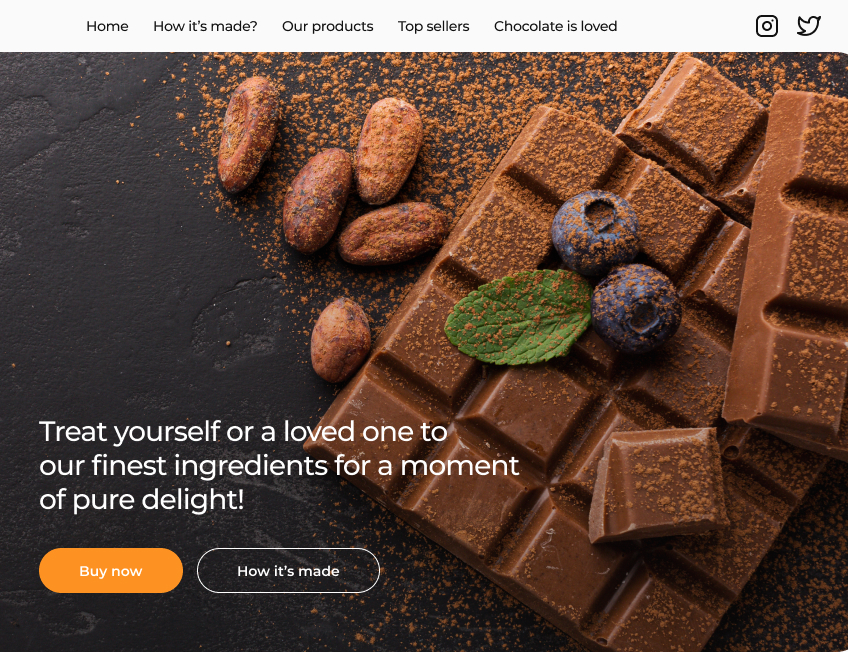 Home How it’s made? Our products Top sellers Chocolate is loved
Treat yourself or a loved one to
our finest ingredients for a moment
of pure delight!
Buy now How it’s made